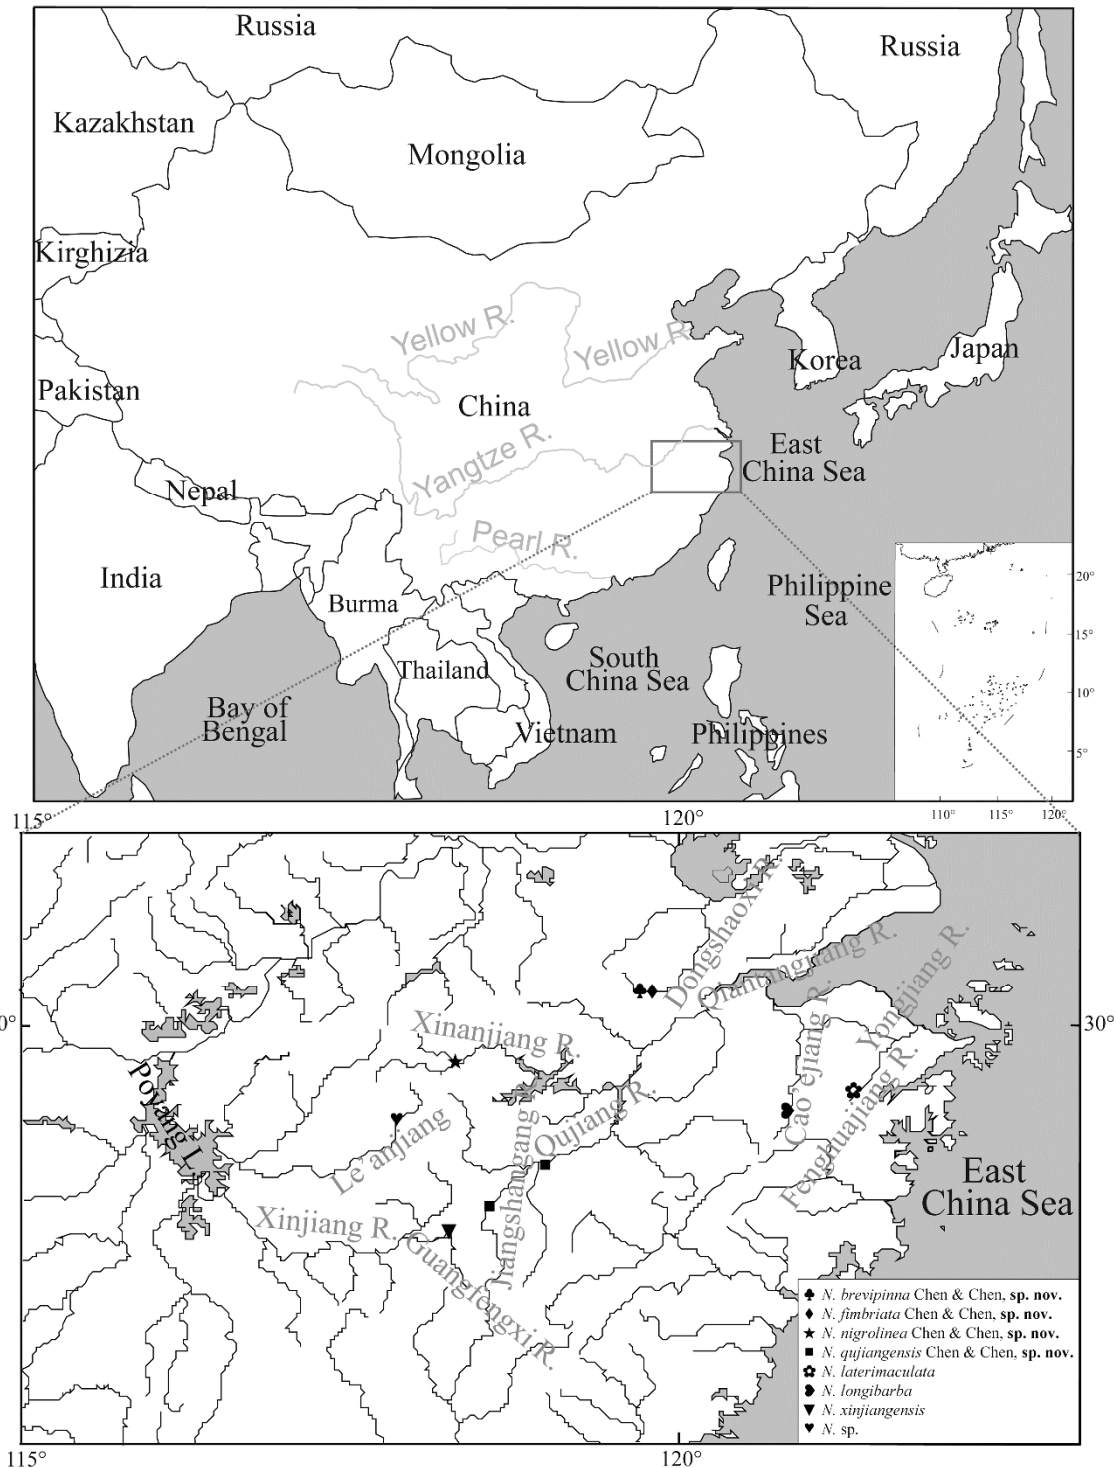 Russia
Russia
Kazakhstan
Mongolia
Kirghizia
Yellow R.
Yellow R.
Korea
Japan
Pakistan
China
Yangtze R.
East
China Sea
Nepal
Pearl R.
India
Burma
Philippine
Sea
Thailand
South
China Sea
Bay of
Bengal
Vietnam
Philippines
20°
15°
10°
5°
110°
115°
120°
115°
120°
Dongshaoxi R.
Qiantangjiang R.
Yongjiang R.
0°
30°
Xinanjiang R.
Cao'ejiang R.
Poyang L.
Le'anjiang
Qujiang R.
Fenghuajiang R.
jiangshangang R.
Xinjiang R.
Guangfengxi R.
East
China Sea
N. brevipinna Chen & Chen, sp. nov.
N. fimbriata Chen & Chen, sp. nov.
N. nigrolinea Chen & Chen, sp. nov.
N. qujiangensis Chen & Chen, sp. nov.
N. laterimaculata
N. longibarba
N. xinjiangensis
N. sp.
115°
120°